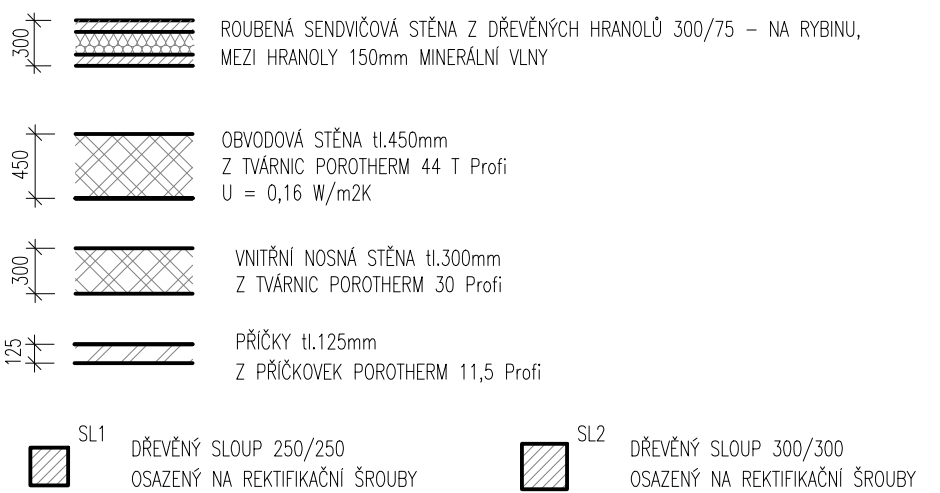 300
ROUBENÁ SENDVIČOVÁ STĚNA Z DŘEVĚNÝCH HRANOLŮ 300/75 – NA RYBINU,
MEZI HRANOLY 150mm MINERÁLNÍ VLNY
450
OBVODOVÁ STĚNA tl.450mm
Z TVÁRNIC POROTHERM 44 T Profi
U = 0,16 W/m2K
300
VNITŘNÍ NOSNÁ STĚNA tl.300mm
Z TVÁRNIC POROTHERM 30 Profi
125
PŘÍČKY tl.125mm
Z PŘÍČKOVEK POROTHERM 11,5 Profi
SL1
DŘEVĚNÝ SLOUP 250/250
OSAZENÝ NA REKTIFIKAČNÍ ŠROUBY
SL2
DŘEVĚNÝ SLOUP 300/300
OSAZENÝ NA REKTIFIKAČNÍ ŠROUBY